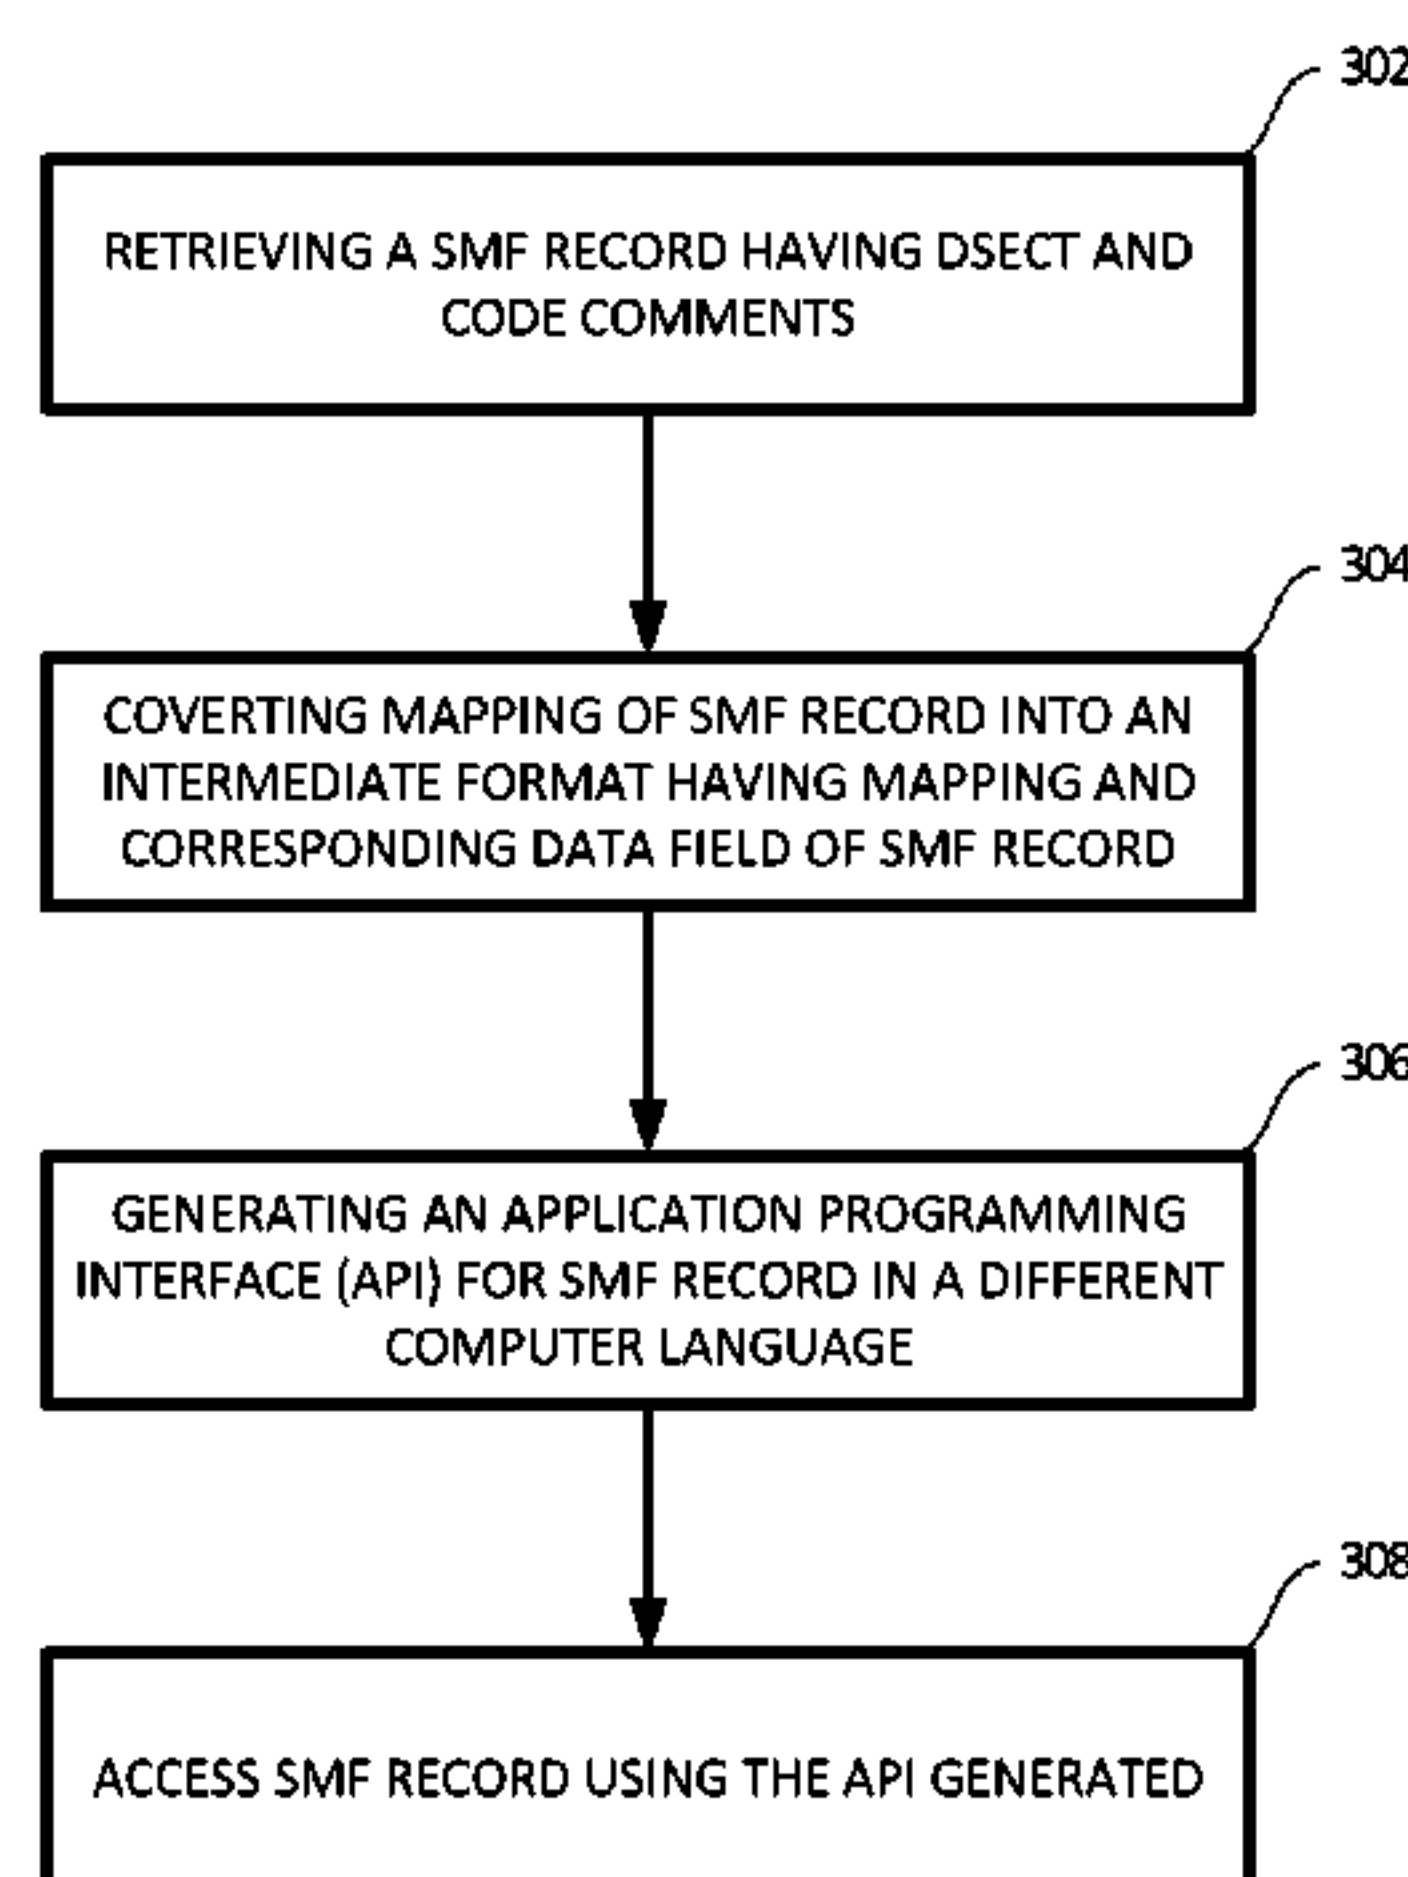 302
RETRIEVING A SMF RECORD HAVING DSECT AND
CODE COMMENTS
304
COVERTING MAPPING OF SMF RECORD INTO AN
INTERMEDIATE FORMAT HAVING MAPPING AND
CORRESPONDING DATA FIELD OF SMF RECORD
306
GENERATING AN APPLICATION PROGRAMMING
INTERFACE (API) FOR SMF RECORD IN A DIFFERENT
COMPUTER LANGUAGE
308
ACCESS SMF RECORD USING THE API GENERATED